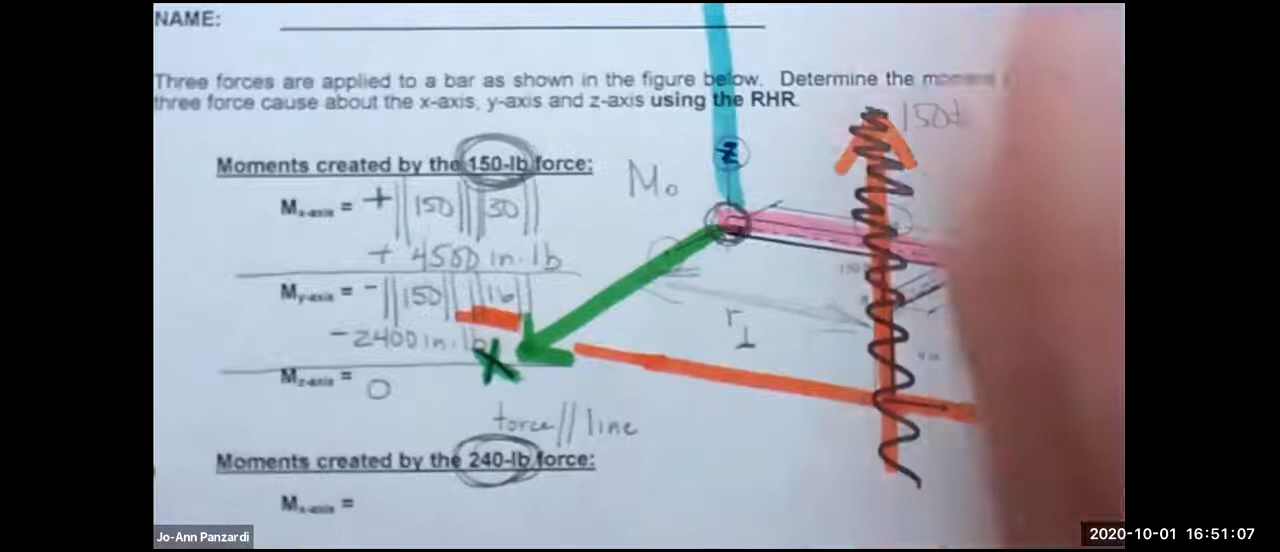 NAME:
Three forces are applied to a bar as shown in the figure below. Determine the moment
three force cause about the x-axis, y-axis and z-axis using the RHR.
150#
Moments created by the 150-lb force:
M₀
Mx-axis = + ||150|| ||30||
+ 4500 in·lb
My-axis = - ||150|| ||16||
-2400 in·lb
X
r⊥
Mz-axis = 0
force // line
Moments created by the 240-lb force:
Mx-axis =
Jo-Ann Panzardi
2020-10-01 16:51:07